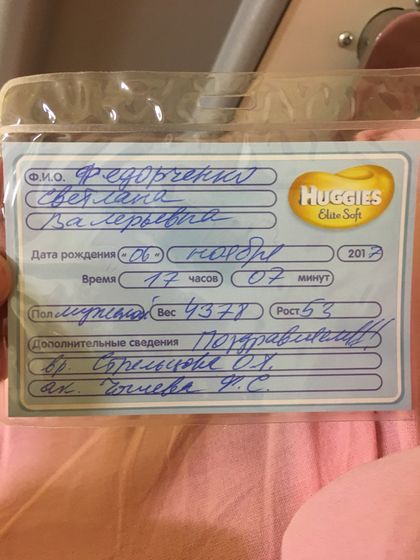 Ф.И.О. Федорченко
Светлана
Валерьевна
HUGGIES
Elite Soft
Дата рождения «06» ноября 2017
Время 17 часов 07 минут
Пол мужской Вес 4378 Рост 53
Дополнительные сведения Поздравляем!!!
вр. Стрельцова О.А.
ак. Ф.С.